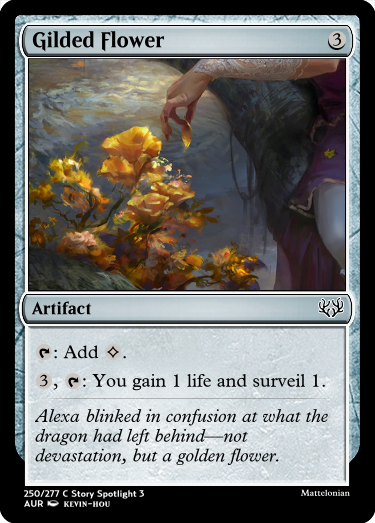 Gilded Flower 3
Artifact
: Add .
3, : You gain 1 life and surveil 1.
Alexa blinked in confusion at what the
dragon had left behind—not
devastation, but a golden flower.
250/277 C Story Spotlight 3
Mattelonian
AUR KEVIN-HOU